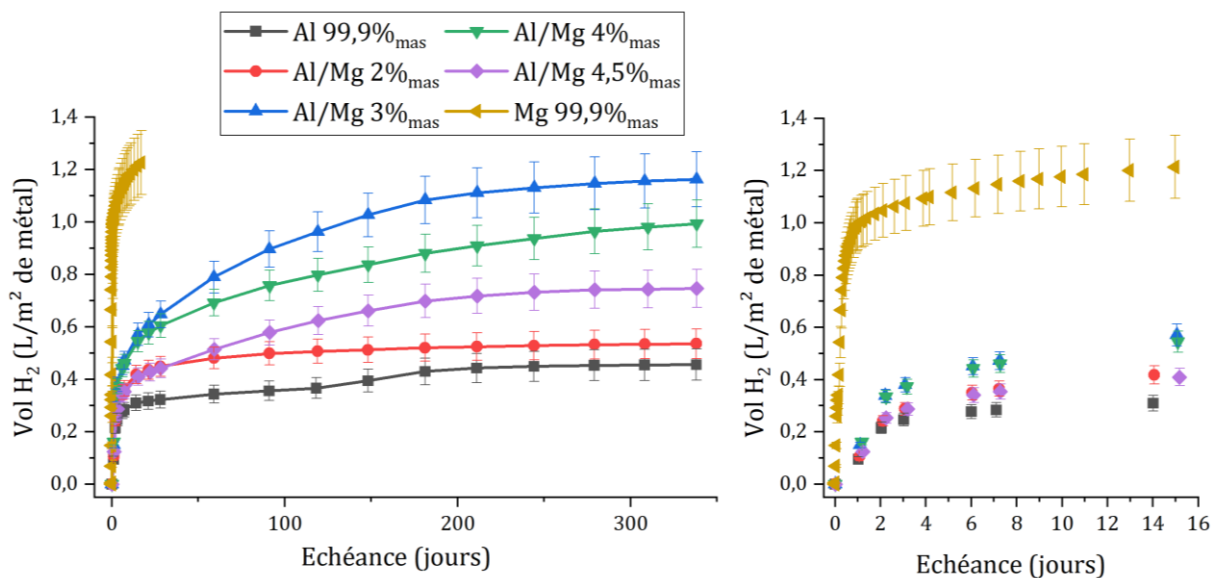 Al 99,9%mas
Al/Mg 4%mas
Al/Mg 2%mas
Al/Mg 4,5%mas
Al/Mg 3%mas
Mg 99,9%mas
Vol H2 (L/m² de métal)
1,4
1,2
1,0
0,8
0,6
0,4
0,2
0,0
0
100
200
300
Echéance (jours)
Vol H2 (L/m² de métal)
1,4
1,2
1,0
0,8
0,6
0,4
0,2
0,0
0
2
4
6
8
10
12
14
16
Echéance (jours)